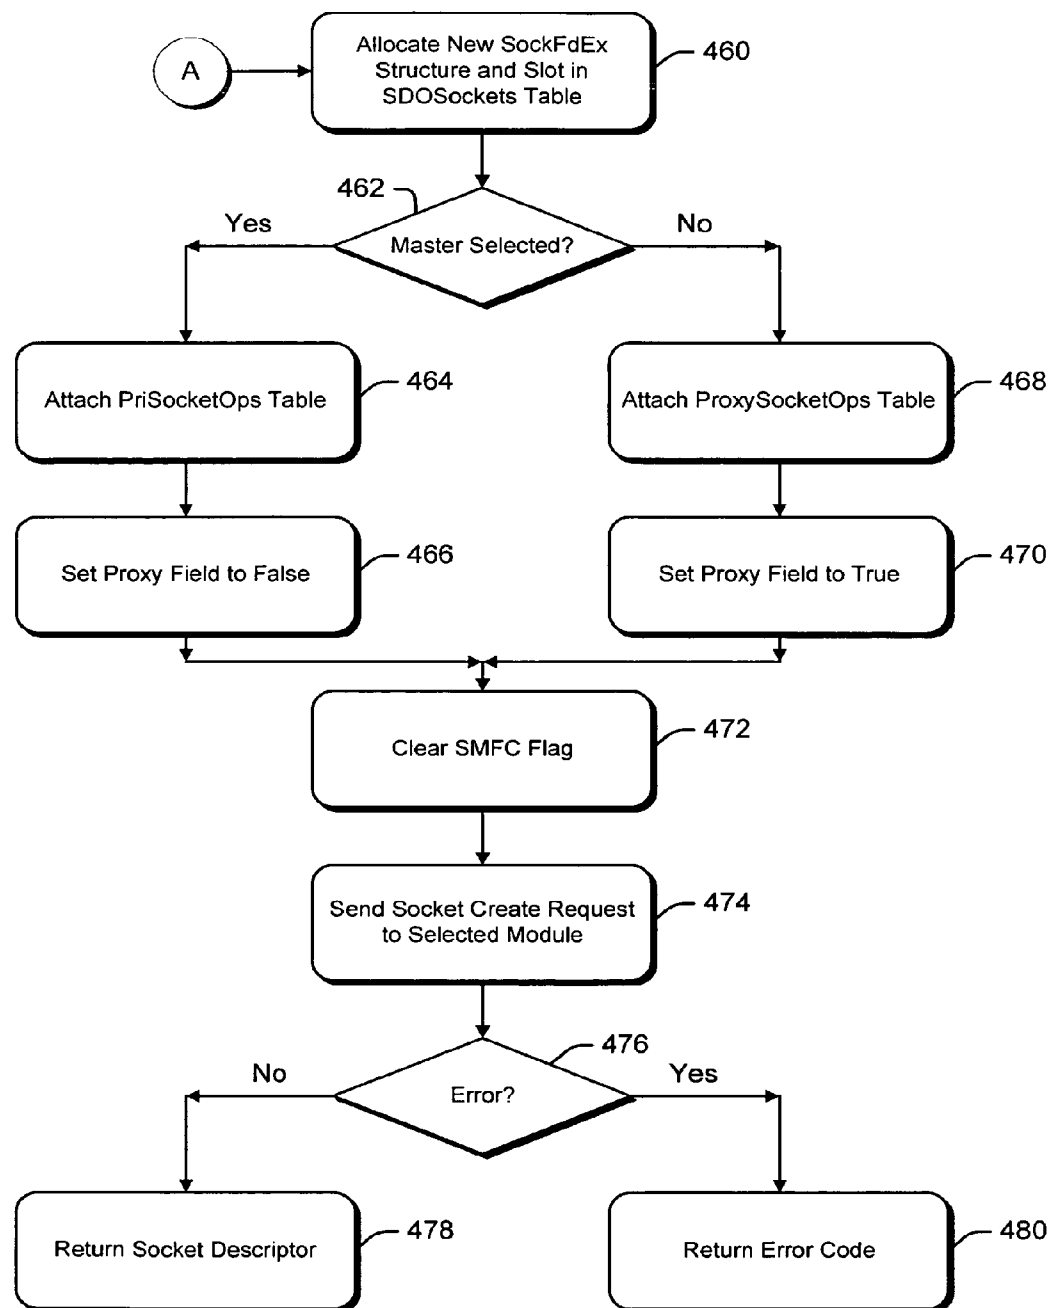 A
Allocate New SockFdEx
Structure and Slot in
SDOSockets Table
460
462
Yes
Master Selected?
No
Attach PriSocketOps Table
464
Attach ProxySocketOps Table
468
Set Proxy Field to False
466
Set Proxy Field to True
470
Clear SMFC Flag
472
Send Socket Create Request
to Selected Module
474
476
No
Error?
Yes
Return Socket Descriptor
478
Return Error Code
480